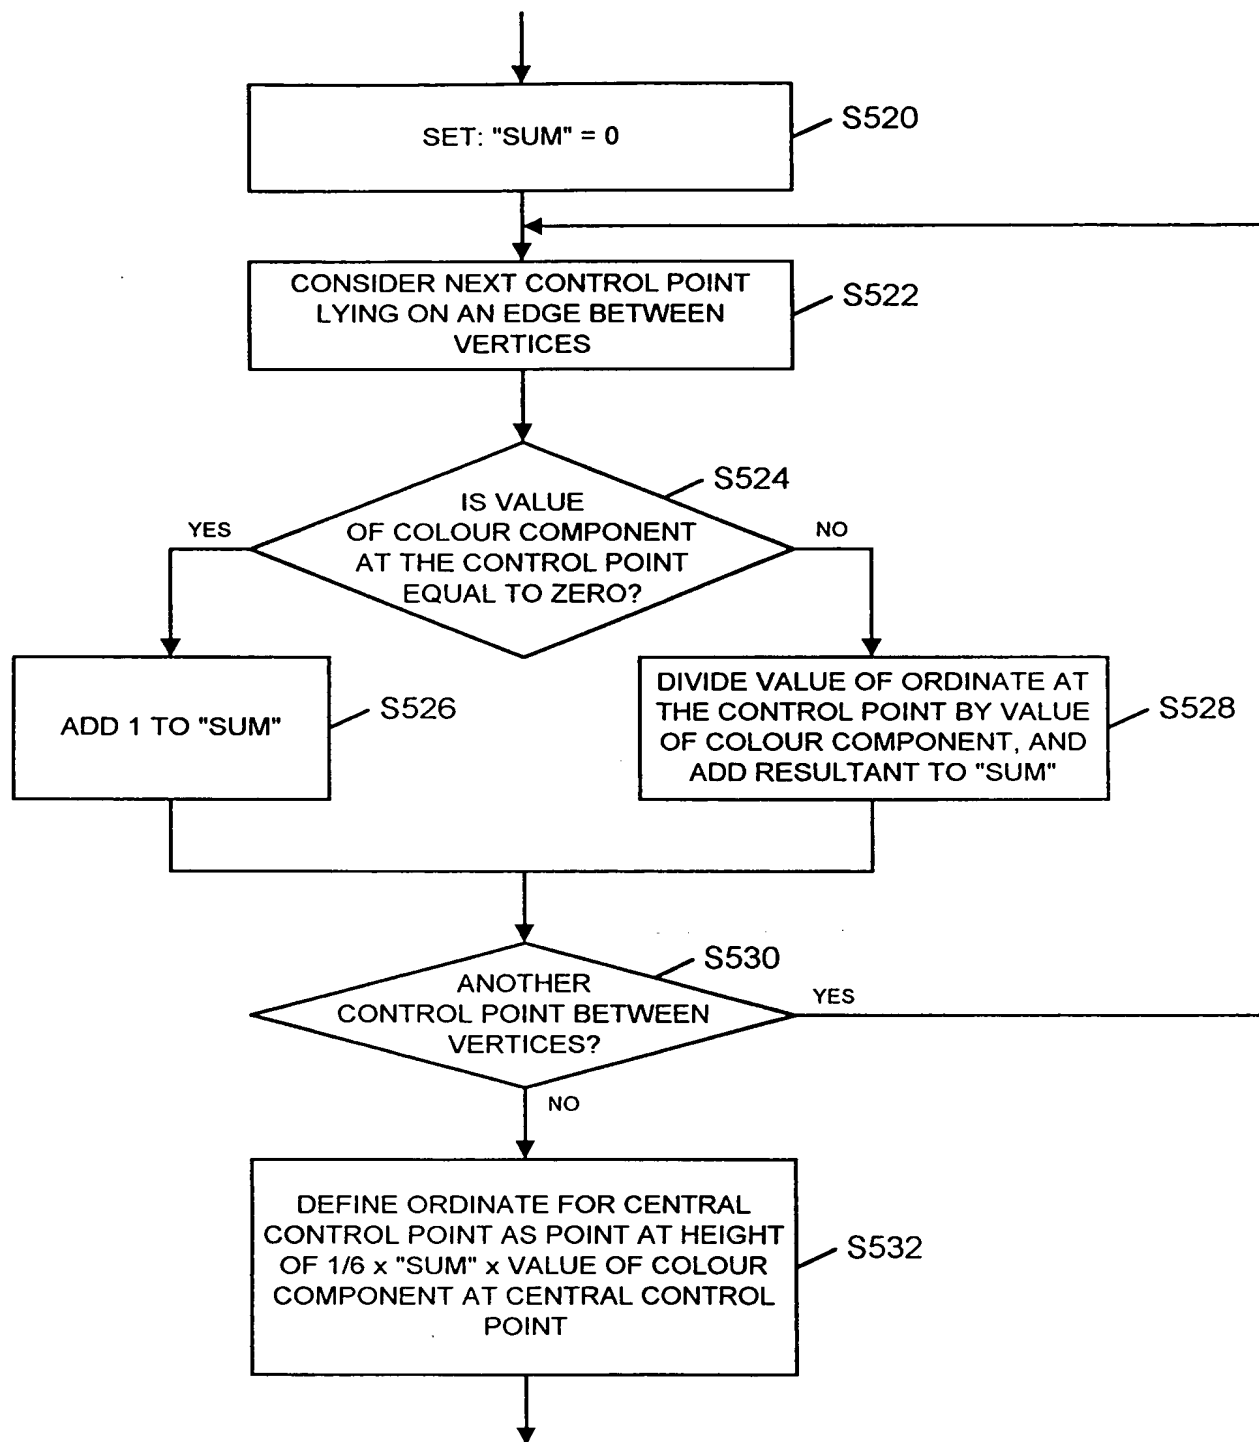 SET: "SUM" = 0
S520
CONSIDER NEXT CONTROL POINT
LYING ON AN EDGE BETWEEN
VERTICES
S522
S524
IS VALUE
OF COLOUR COMPONENT
AT THE CONTROL POINT
EQUAL TO ZERO?
YES
NO
ADD 1 TO "SUM"
S526
DIVIDE VALUE OF ORDINATE AT
THE CONTROL POINT BY VALUE
OF COLOUR COMPONENT, AND
ADD RESULTANT TO "SUM"
S528
S530
ANOTHER
CONTROL POINT BETWEEN
VERTICES?
YES
NO
DEFINE ORDINATE FOR CENTRAL
CONTROL POINT AS POINT AT HEIGHT
OF 1/6 x "SUM" x VALUE OF COLOUR
COMPONENT AT CENTRAL CONTROL
POINT
S532